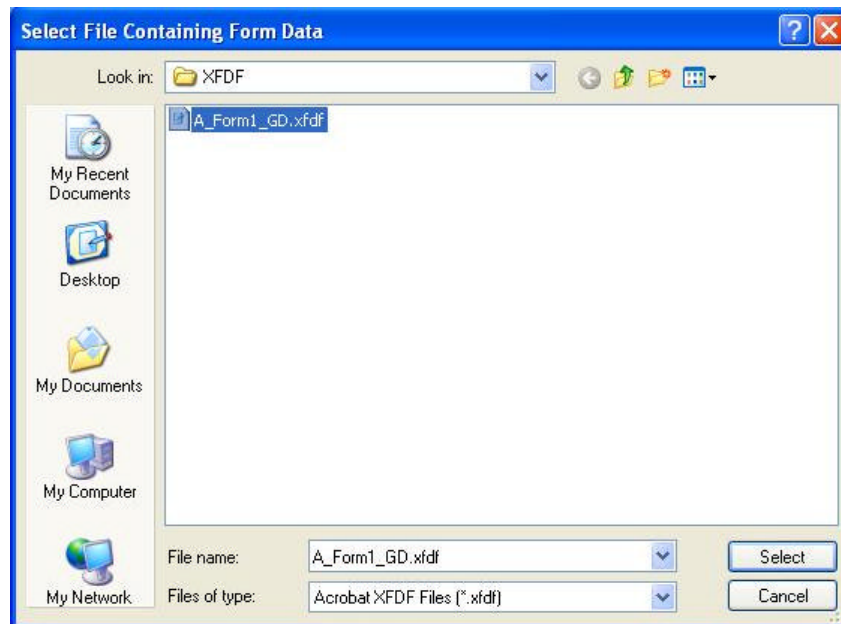 Select File Containing Form Data
Look in: XFDF
A_Form1_GD.xfdf
My Recent
Documents
Desktop
My Documents
My Computer
My Network
File name: A_Form1_GD.xfdf Select
Files of type: Acrobat XFDF Files (*.xfdf) Cancel